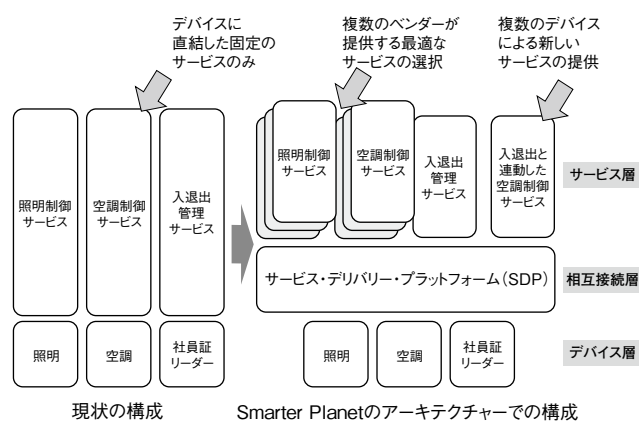 デバイスに
直結した固定の
サービスのみ
複数のベンダーが
提供する最適な
サービスの選択
複数のデバイス
による新しい
サービスの提供
照明制御
サービス
空調制御
サービス
入退出
管理
サービス
照明制御
サービス
空調制御
サービス
入退出
管理
サービス
入退出と
連動した
空調制御
サービス
サービス層
サービス・デリバリー・プラットフォーム（SDP）
相互接続層
照明
空調
社員証
リーダー
照明
空調
社員証
リーダー
デバイス層
現状の構成
Smarter Planetのアーキテクチャーでの構成